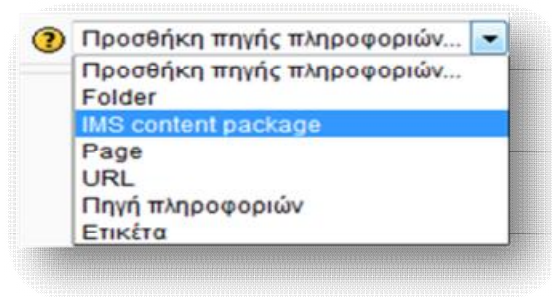 Προσθήκη πηγής πληροφοριών...
Προσθήκη πηγής πληροφοριών...
Folder
IMS content package
Page
URL
Πηγή πληροφοριών
Ετικέτα